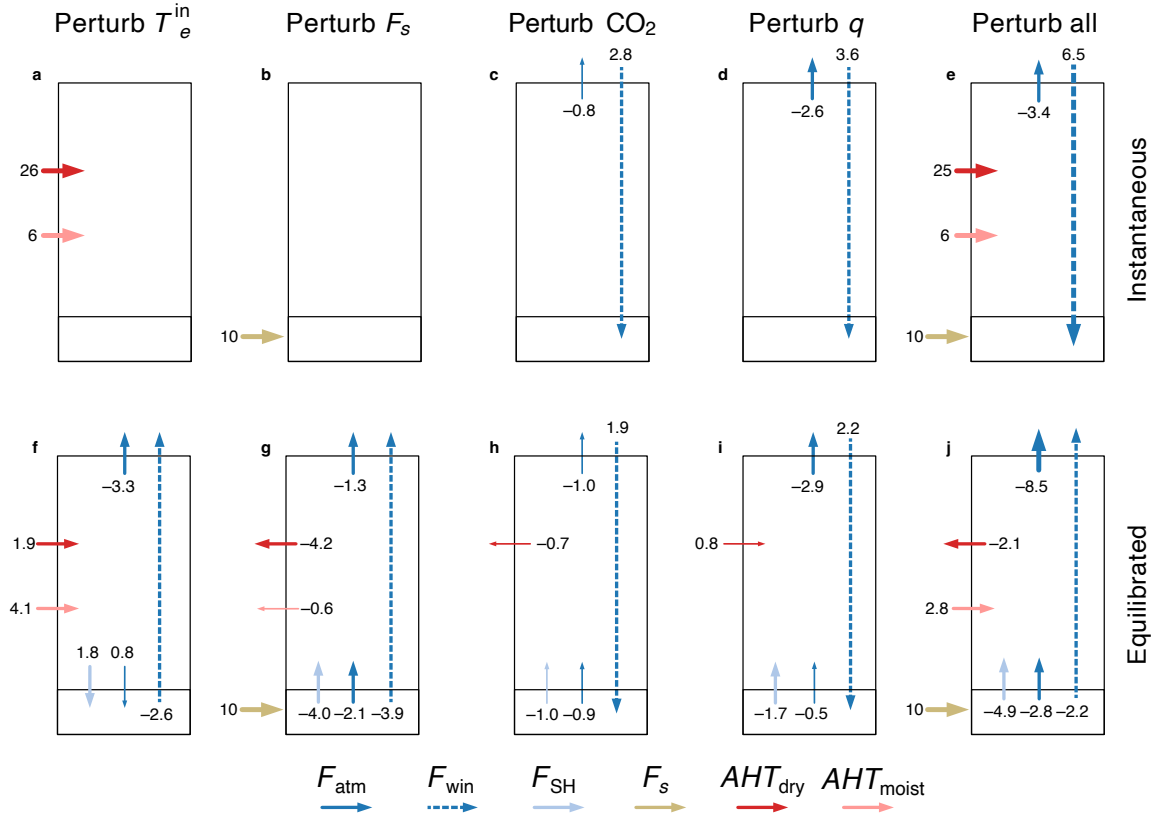 Perturb T_e^in
Perturb F_s
Perturb CO₂
Perturb q
Perturb all
a
b
c
d
e
2.8
3.6
6.5
–0.8
–2.6
–3.4
26
25
6
6
10
10
Instantaneous
f
g
h
i
j
1.9
2.2
–3.3
–1.3
–1.0
–2.9
–8.5
1.9
–4.2
–0.7
0.8
–2.1
4.1
–0.6
2.8
1.8
0.8
–2.6
10
–4.0
–2.1
–3.9
–1.0
–0.9
–1.7
–0.5
10
–4.9
–2.8
–2.2
Equilibrated
F_atm
F_win
F_SH
F_s
AHT_dry
AHT_moist